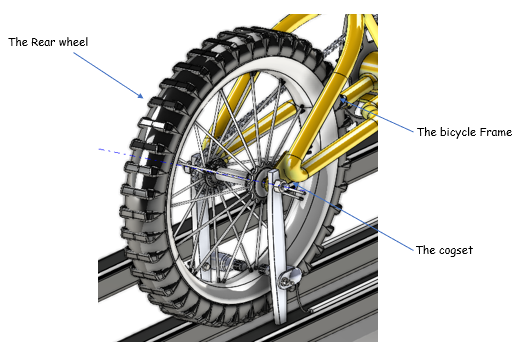 The Rear wheel
The bicycle Frame
The cogset